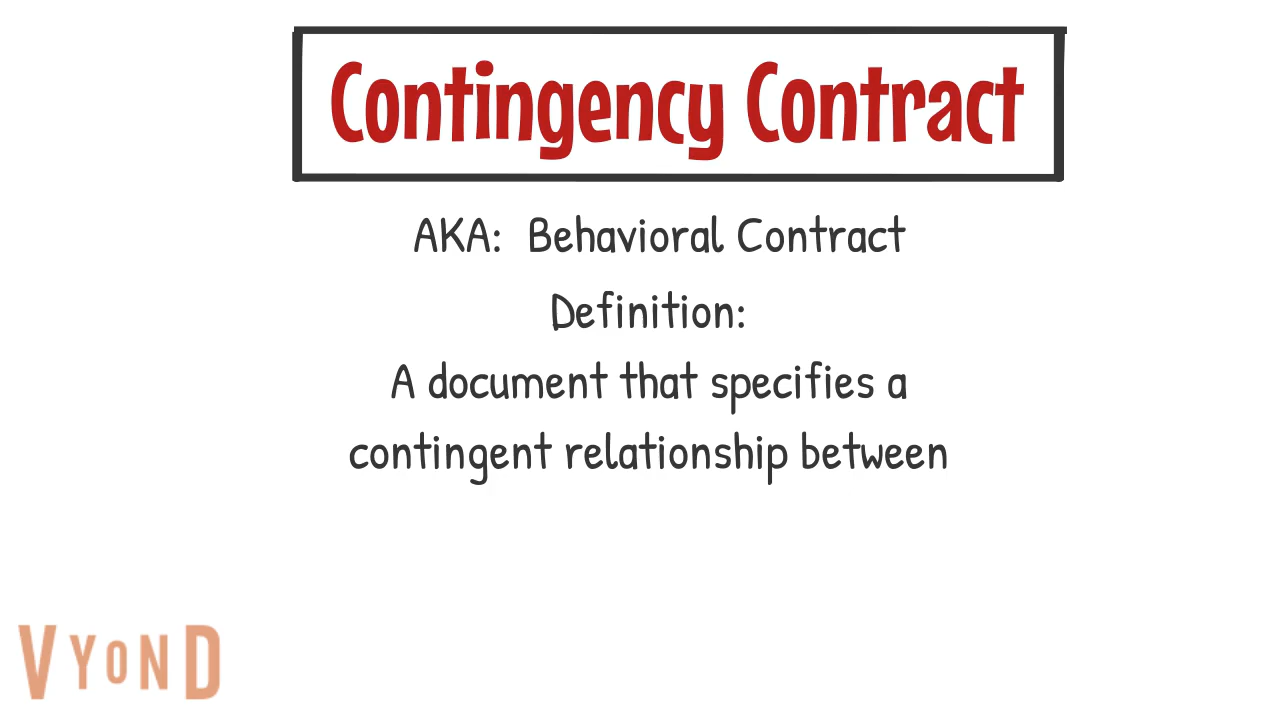 Contingency Contract
AKA: Behavioral Contract
Definition:
A document that specifies a
contingent relationship between
VYOND